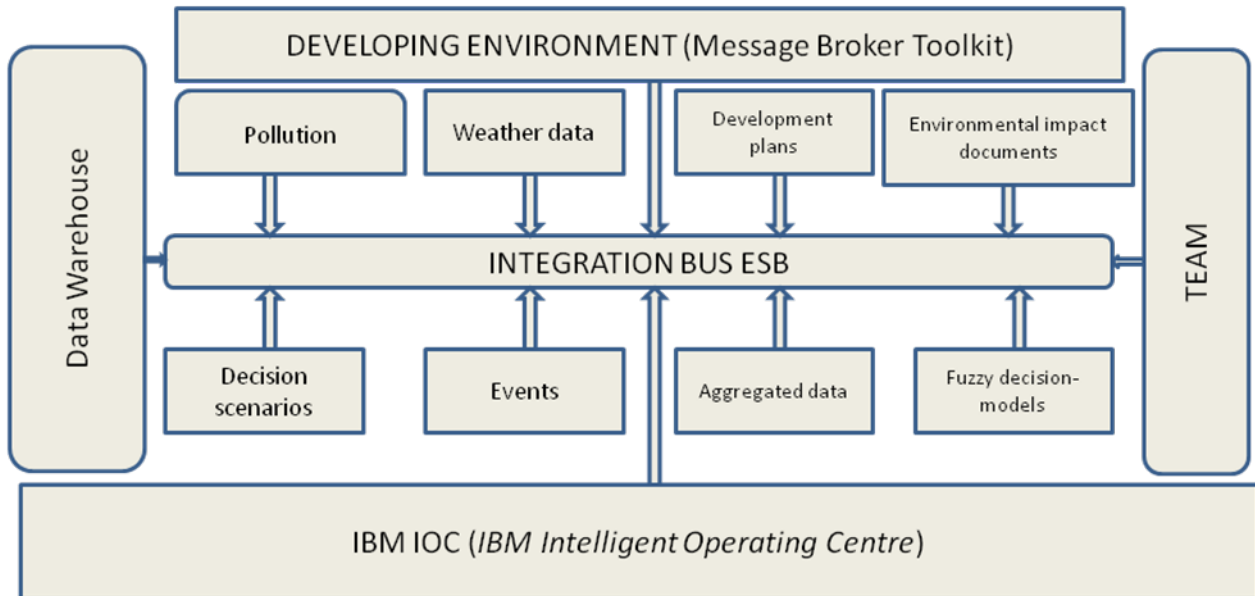 DEVELOPING ENVIRONMENT (Message Broker Toolkit)
Data Warehouse
Pollution
Weather data
Development
plans
Environmental impact
documents
TEAM
INTEGRATION BUS ESB
Decision
scenarios
Events
Aggregated data
Fuzzy decision-
models
IBM IOC (IBM Intelligent Operating Centre)